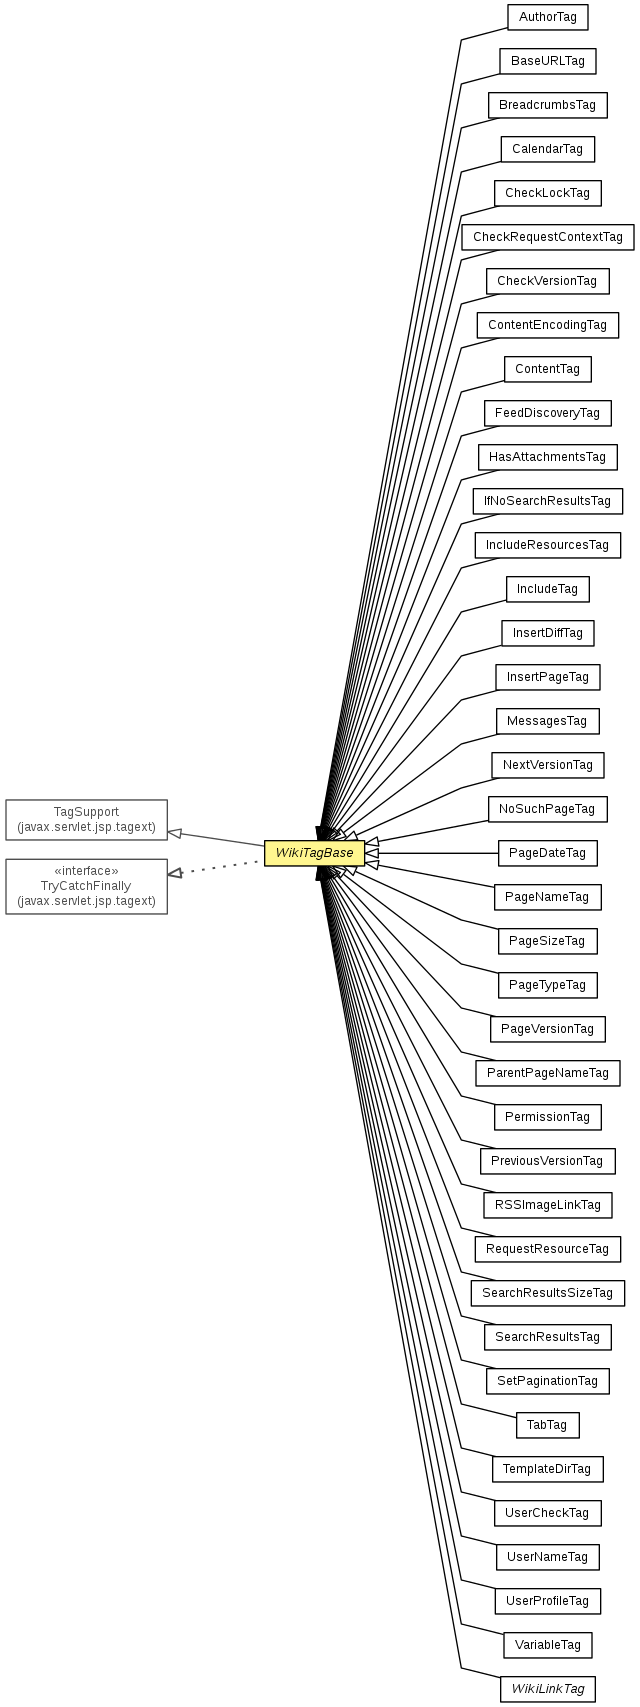 AuthorTag
BaseURLTag
BreadcrumbsTag
CalendarTag
CheckLockTag
CheckRequestContextTag
CheckVersionTag
ContentEncodingTag
ContentTag
FeedDiscoveryTag
HasAttachmentsTag
IfNoSearchResultsTag
IncludeResourcesTag
IncludeTag
InsertDiffTag
InsertPageTag
MessagesTag
NextVersionTag
NoSuchPageTag
TagSupport
(javax.servlet.jsp.tagext)
WikiTagBase
PageDateTag
«interface»
TryCatchFinally
(javax.servlet.jsp.tagext)
PageNameTag
PageSizeTag
PageTypeTag
PageVersionTag
ParentPageNameTag
PermissionTag
PreviousVersionTag
RSSImageLinkTag
RequestResourceTag
SearchResultsSizeTag
SearchResultsTag
SetPaginationTag
TabTag
TemplateDirTag
UserCheckTag
UserNameTag
UserProfileTag
VariableTag
WikiLinkTag